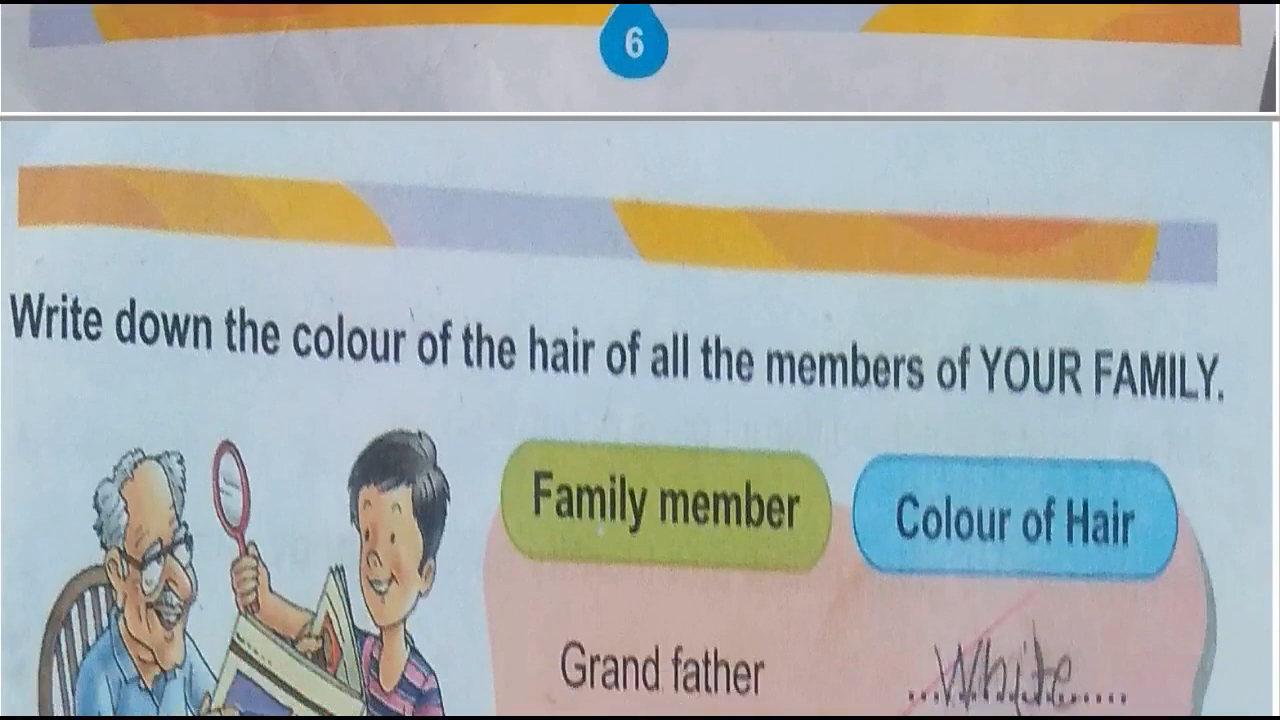 6
Write down the colour of the hair of all the members of YOUR FAMILY.
Family member Colour of Hair
Grand father ...White.....